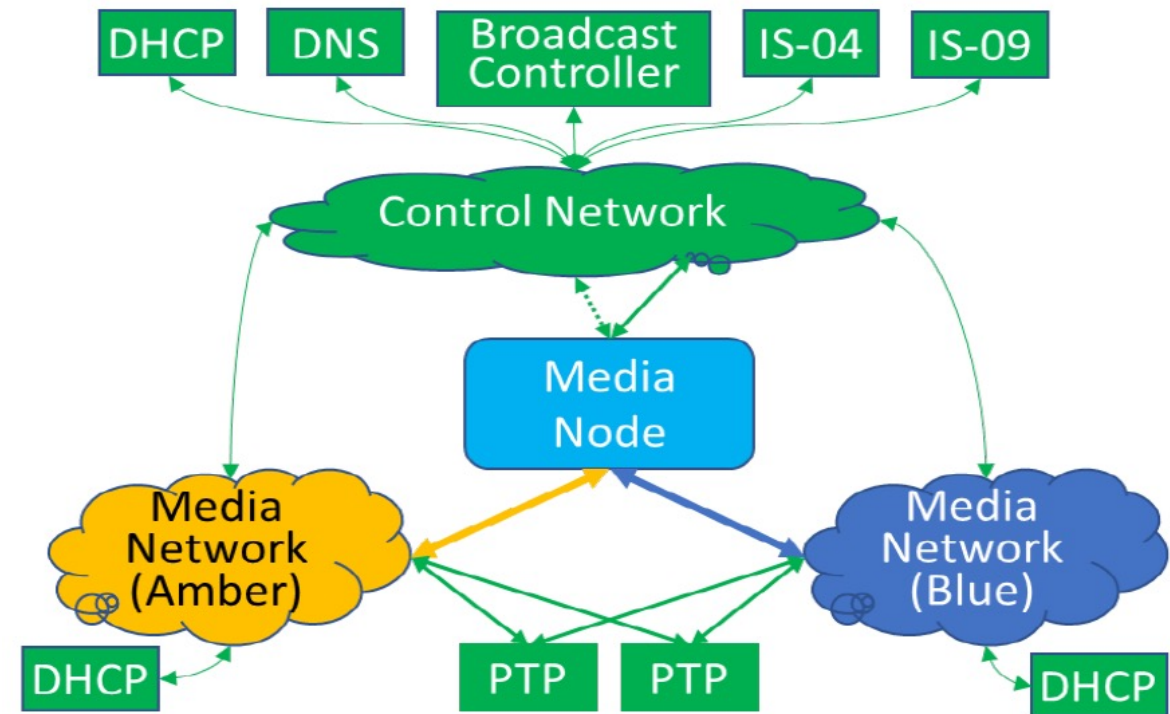 DHCP
DNS
Broadcast
Controller
IS-04
IS-09
Control Network
Media
Node
Media
Network
(Amber)
Media
Network
(Blue)
DHCP
PTP
PTP
DHCP